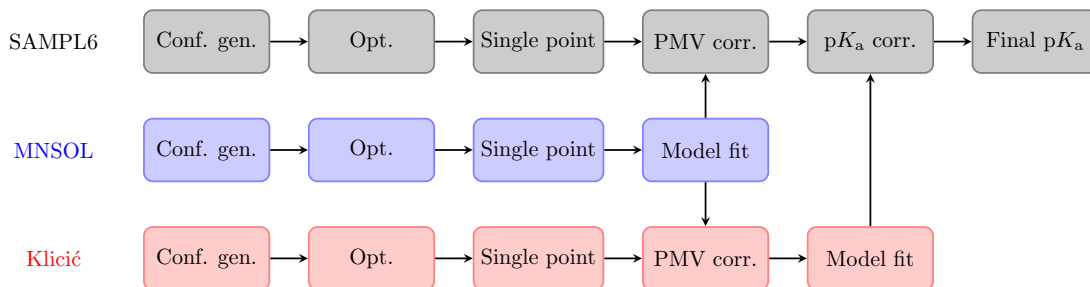 SAMPL6 Conf. gen. Opt. Single point PMV corr. pKa corr. Final pKa
MNSOL Conf. gen. Opt. Single point Model fit
Klicić Conf. gen. Opt. Single point PMV corr. Model fit